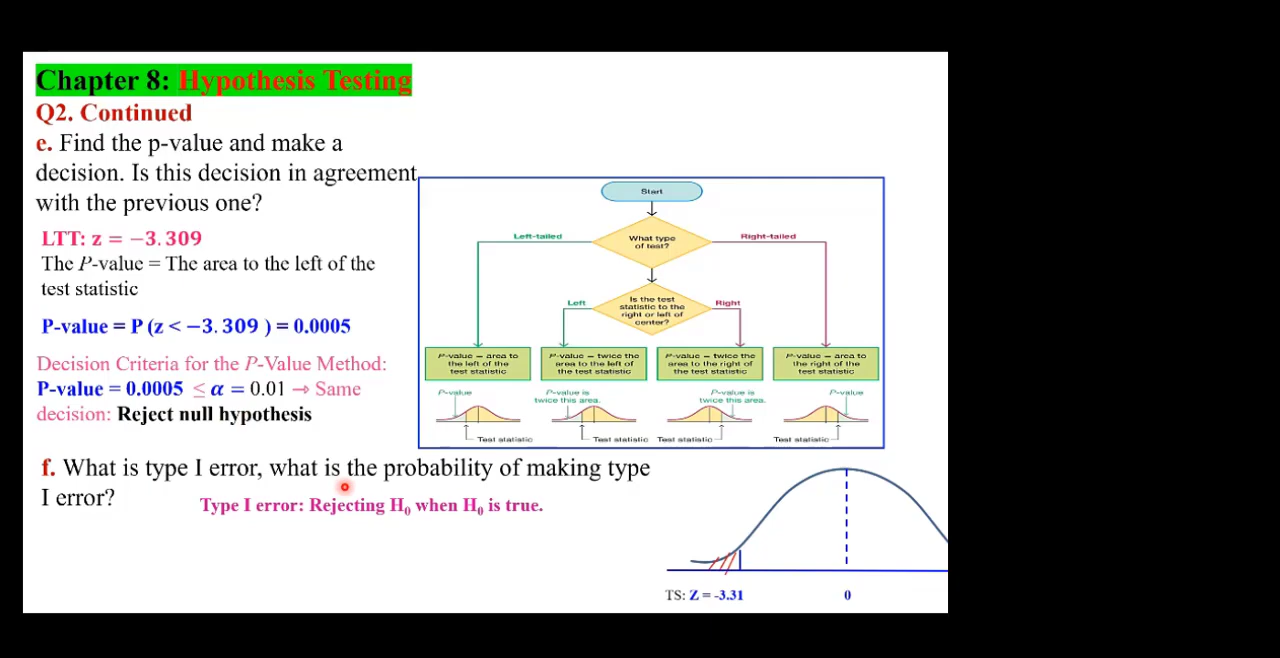 Chapter 8: Hypothesis Testing
Q2. Continued
e. Find the p-value and make a
decision. Is this decision in agreement
with the previous one?
LTT: z = −3.309
The P-value = The area to the left of the
test statistic
P-value = P (z < −3.309 ) = 0.0005
Decision Criteria for the P-Value Method:
P-value = 0.0005 ≤ α = 0.01 ⇒ Same
decision: Reject null hypothesis
Start
Left-tailed
What type
of test?
Right-tailed
Left
Is the test
statistic to the
right or left of
center?
Right
P-value = area to
the left of the
test statistic
P-value = twice the
area to the left of
the test statistic
P-value = twice the
area to the right of
the test statistic
P-value = area to
the right of the
test statistic
P-value
P-value is
twice this area.
P-value is
twice this area.
P-value
Test statistic
Test statistic
Test statistic
Test statistic
f. What is type I error, what is the probability of making type
I error?
Type I error: Rejecting H₀ when H₀ is true.
TS: Z = -3.31
0